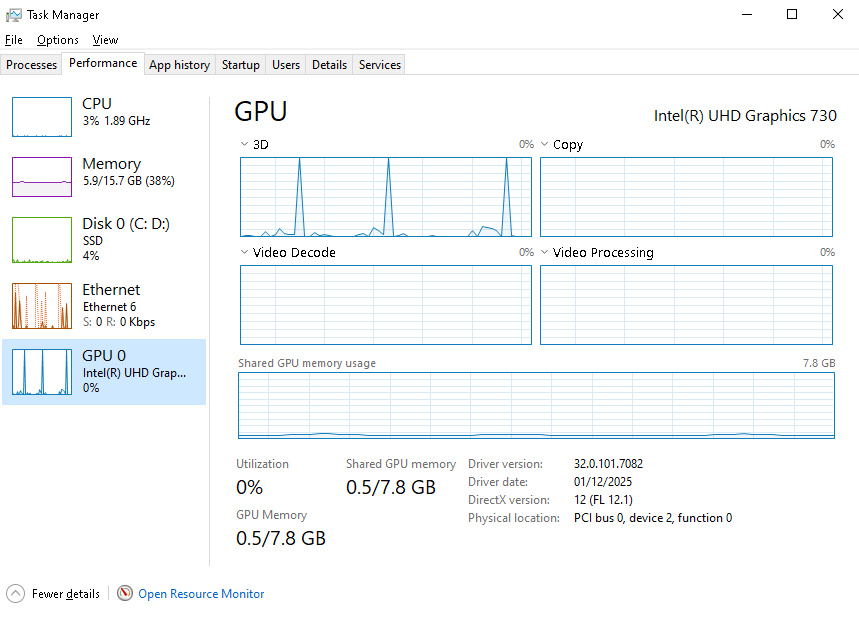 Task Manager
File Options View
Processes Performance App history Startup Users Details Services
CPU
3% 1.89 GHz
Memory
5.9/15.7 GB (38%)
Disk 0 (C: D:)
SSD
4%
Ethernet
Ethernet 6
S: 0 R: 0 Kbps
GPU 0
Intel(R) UHD Grap...
0%
GPU Intel(R) UHD Graphics 730
3D 0% Copy 0%
Video Decode 0% Video Processing 0%
Shared GPU memory usage 7.8 GB
Utilization
0%
Shared GPU memory
0.5/7.8 GB
GPU Memory
0.5/7.8 GB
Driver version: 32.0.101.7082
Driver date: 01/12/2025
DirectX version: 12 (FL 12.1)
Physical location: PCI bus 0, device 2, function 0
Fewer details Open Resource Monitor